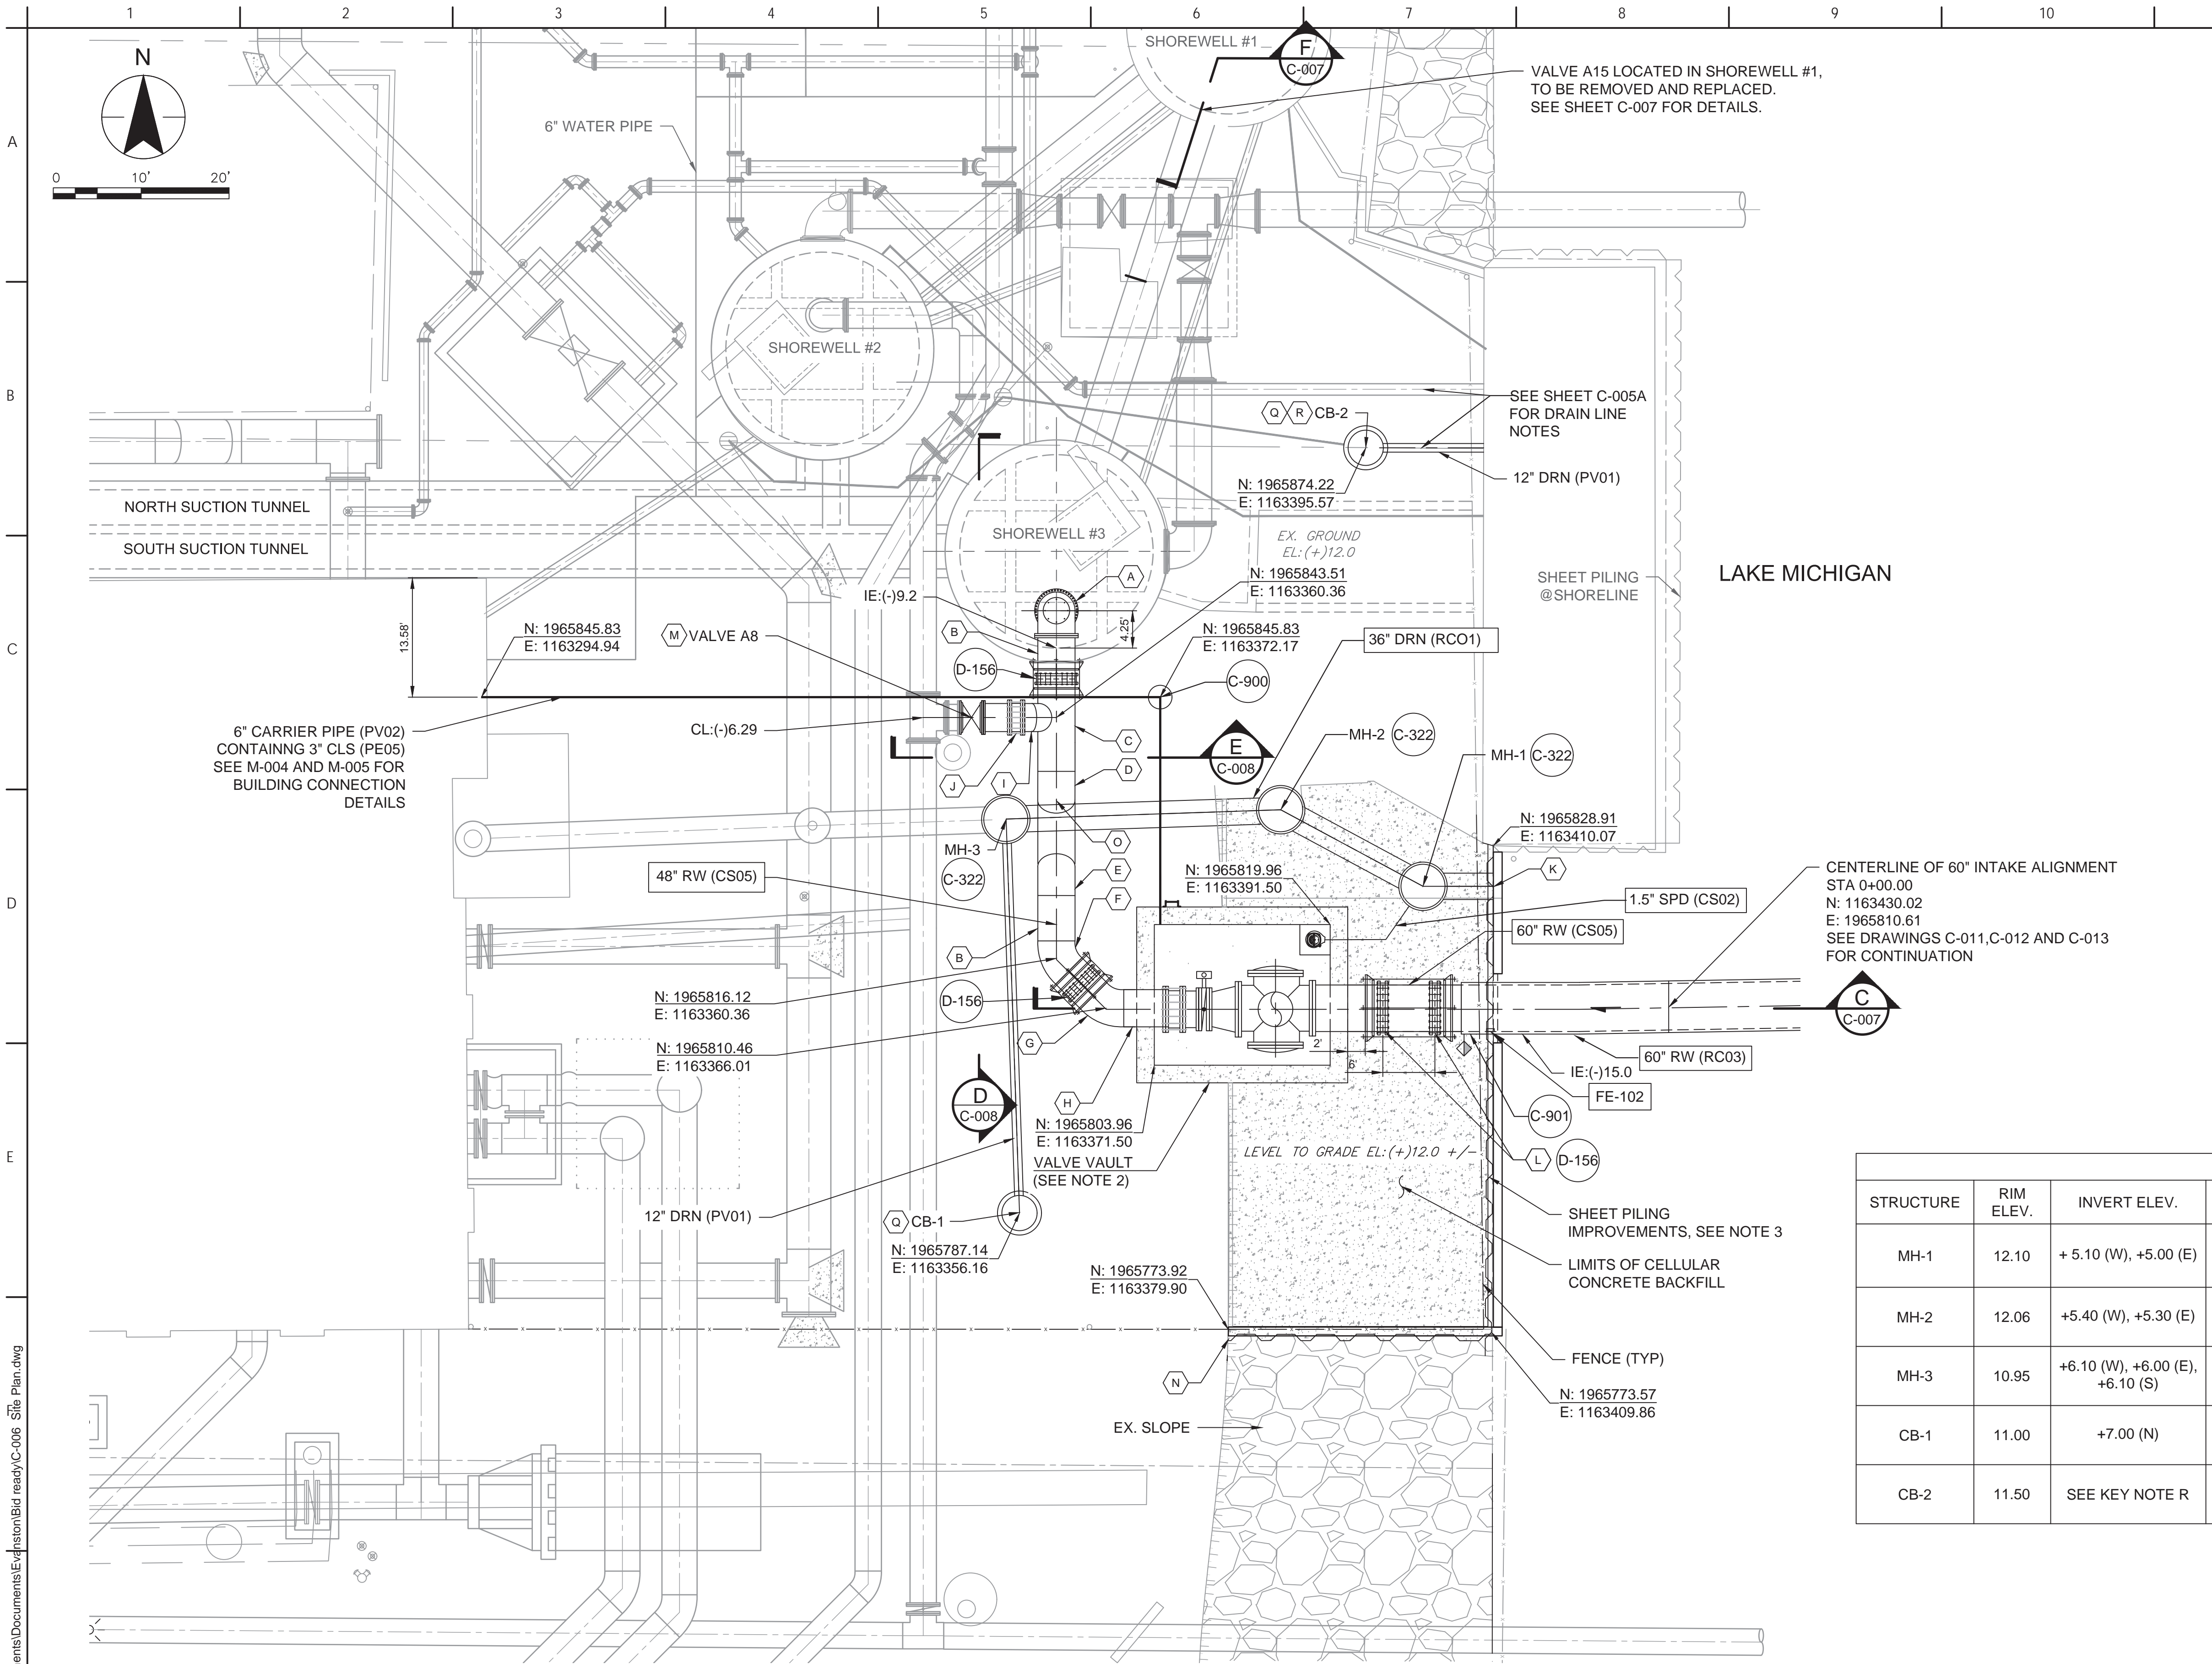 1 2 3 4 5 6 7 8 9 10
A
B
C
D
E
F
N
0 10' 20'
6" WATER PIPE
SHOREWELL #1
F
C-007
VALVE A15 LOCATED IN SHOREWELL #1,
TO BE REMOVED AND REPLACED.
SEE SHEET C-007 FOR DETAILS.
SHOREWELL #2
SEE SHEET C-005A
FOR DRAIN LINE
NOTES
Q R CB-2
12" DRN (PV01)
N: 1965874.22
E: 1163395.57
NORTH SUCTION TUNNEL
SOUTH SUCTION TUNNEL
SHOREWELL #3
EX. GROUND
EL:(+)12.0
N: 1965843.51
E: 1163360.36
SHEET PILING
@SHORELINE
LAKE MICHIGAN
A
IE:(-)9.2
13.58'
N: 1965845.83
E: 1163294.94
M VALVE A8
B
4.25'
N: 1965845.83
E: 1163372.17
36" DRN (RCO1)
D-156
C-900
6" CARRIER PIPE (PV02)
CONTAINNG 3" CLS (PE05)
SEE M-004 AND M-005 FOR
BUILDING CONNECTION
DETAILS
CL:(-)6.29
C
E
C-008
MH-2 C-322
MH-1 C-322
J
I
D
N: 1965828.91
E: 1163410.07
O
MH-3
C-322
48" RW (CS05)
E
N: 1965819.96
E: 1163391.50
K
CENTERLINE OF 60" INTAKE ALIGNMENT
STA 0+00.00
N: 1163430.02
E: 1965810.61
SEE DRAWINGS C-011,C-012 AND C-013
FOR CONTINUATION
F
1.5" SPD (CS02)
60" RW (CS05)
B
N: 1965816.12
E: 1163360.36
D-156
C
C-007
G
N: 1965810.46
E: 1163366.01
2'
6'
60" RW (RC03)
IE:(-)15.0
FE-102
D
C-008
H
N: 1965803.96
E: 1163371.50
VALVE VAULT
(SEE NOTE 2)
C-901
LEVEL TO GRADE EL:(+)12.0 +/-
L D-156
12" DRN (PV01)
Q CB-1
N: 1965787.14
E: 1163356.16
SHEET PILING
IMPROVEMENTS, SEE NOTE 3
LIMITS OF CELLULAR
CONCRETE BACKFILL
N: 1965773.92
E: 1163379.90
FENCE (TYP)
N
N: 1965773.57
E: 1163409.86
EX. SLOPE
STRUCTURE RIM ELEV. INVERT ELEV.
MH-1 12.10 + 5.10 (W), +5.00 (E)
MH-2 12.06 +5.40 (W), +5.30 (E)
MH-3 10.95 +6.10 (W), +6.00 (E),
+6.10 (S)
CB-1 11.00 +7.00 (N)
CB-2 11.50 SEE KEY NOTE R
ents\Documents\Evanston\Bid ready\C-006 Site Plan.dwg